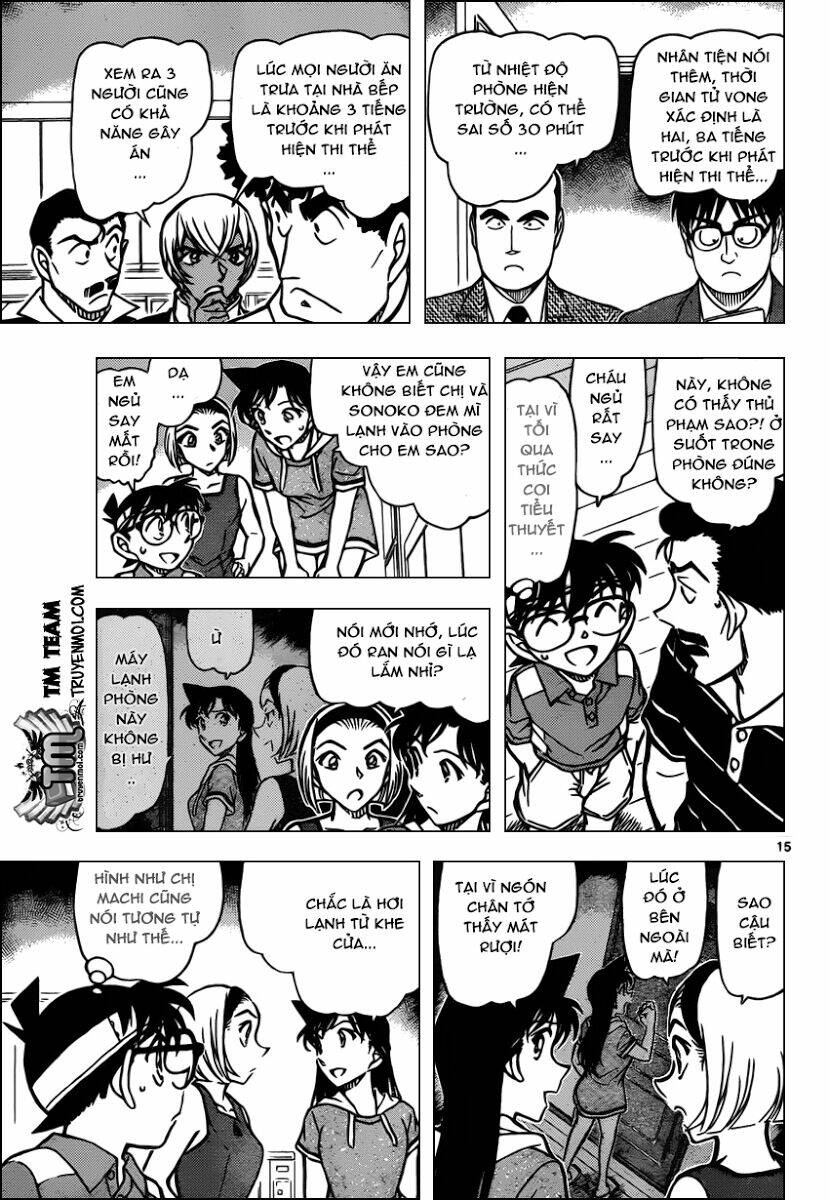 NHÂN TIỆN NÓI
THÊM, THỜI
GIAN TỬ VONG
XÁC ĐỊNH LÀ
HAI, BA TIẾNG
TRƯỚC KHI PHÁT
HIỆN THI THỂ...
TỪ NHIỆT ĐỘ
PHÒNG HIỆN
TRƯỜNG, CÓ THỂ
SAI SỐ 30 PHÚT
...
LÚC MỌI NGƯỜI ĂN
TRƯA TẠI NHÀ BẾP
LÀ KHOẢNG 3 TIẾNG
TRƯỚC KHI PHÁT
HIỆN THI THỂ
...
XEM RA 3
NGƯỜI CŨNG
CÓ KHẢ
NĂNG GÂY
ÁN
...
NÀY, KHÔNG
CÓ THẤY THỦ
PHẠM SAO?! Ở
SUỐT TRONG
PHÒNG ĐÚNG
KHÔNG?
CHÁU
NGỦ RẤT
SAY
...
TẠI VÌ
TỐI
QUA
THỨC
COI
TIỂU
THUYẾT
...
VẬY EM CŨNG
KHÔNG BIẾT CHỊ VÀ
SONOKO ĐEM MÌ
LẠNH VÀO PHÒNG
CHO EM SAO?
DẠ
...
EM
NGỦ
SAY
MẤT
RỒI!
NÓI MỚI NHỚ, LÚC
ĐÓ RAN NÓI GÌ LẠ
LẮM NHỈ?
Ừ
MÁY
LẠNH
PHÒNG
NÀY
KHÔNG
BỊ HƯ
TM TEAM
TRUYENMOI.COM
TM
truyenmoi.com
15
SAO
CẬU
BIẾT?
LÚC
ĐÓ Ở
BÊN
NGOÀI
MÀ!
TẠI VÌ NGÓN
CHÂN TỚ
THẤY MÁT
RƯỢI!
CHẮC LÀ HƠI
LẠNH TỪ KHE
CỬA...
HÌNH NHƯ CHỊ
MACHI CŨNG
NÓI TƯƠNG TỰ
NHƯ THẾ...